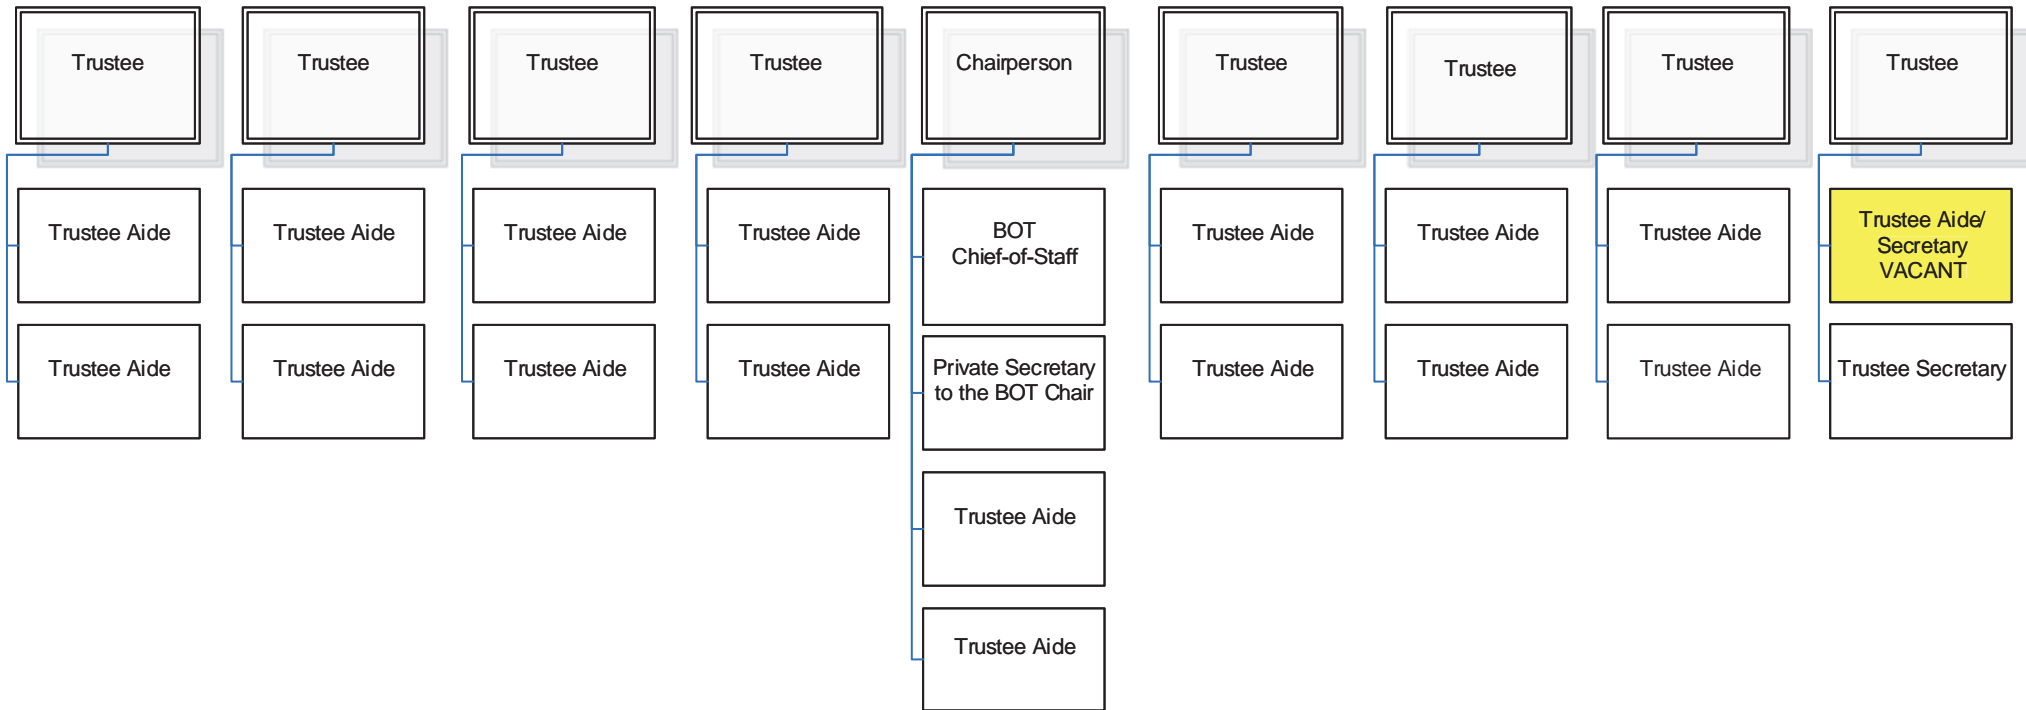 Trustee
Trustee
Trustee
Trustee
Chairperson
Trustee
Trustee
Trustee
Trustee
Trustee Aide
Trustee Aide
Trustee Aide
Trustee Aide
BOT
Chief-of-Staff
Trustee Aide
Trustee Aide
Trustee Aide
Trustee Aide/
Secretary
VACANT
Trustee Aide
Trustee Aide
Trustee Aide
Trustee Aide
Private Secretary
to the BOT Chair
Trustee Aide
Trustee Aide
Trustee Aide
Trustee Secretary
Trustee Aide
Trustee Aide